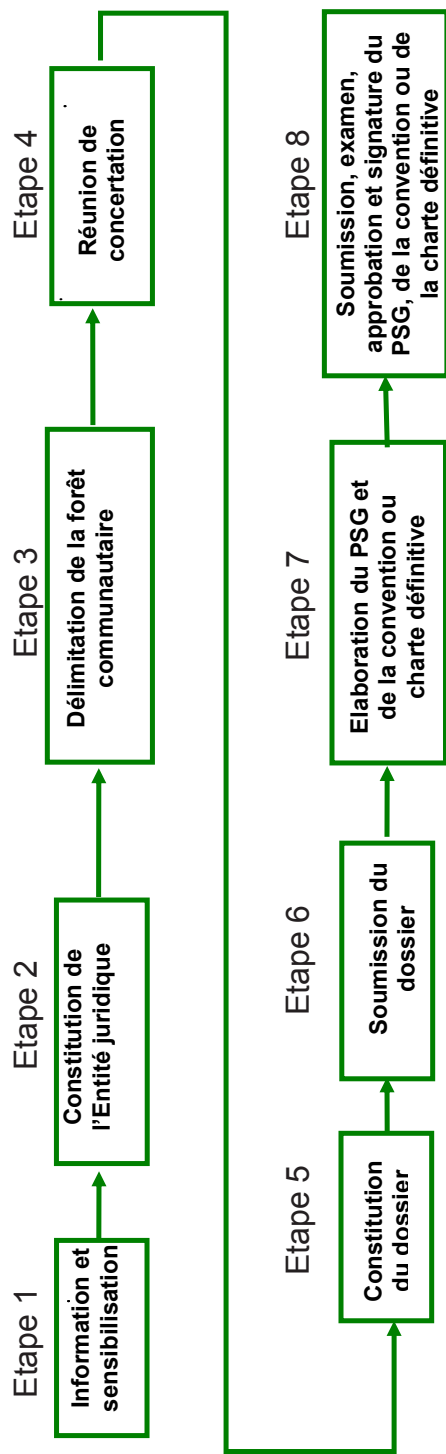 Etape 1
Information et
sensibilisation
Etape 2
Constitution de
l'Entité juridique
Etape 3
Délimitation de la forêt
communautaire
Etape 4
Réunion de
concertation
Etape 5
Constitution
du dossier
Etape 6
Soumission du
dossier
Etape 7
Elaboration du PSG et
de la convention ou
charte définitive
Etape 8
Soumission, examen,
approbation et signature du
PSG, de la convention ou de
la charte définitive